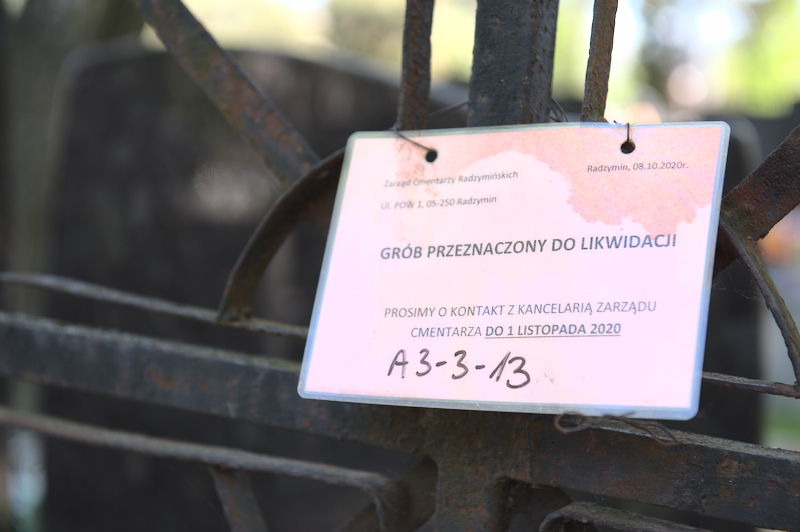 Zarząd Cmentarzy Radzymińskich
Radzymin, 08.10.2020r.
Ul. POW 1, 05-250 Radzymin
GRÓB PRZEZNACZONY DO LIKWIDACJI
PROSIMY O KONTAKT Z KANCELARIĄ ZARZĄDU
CMENTARZA DO 1 LISTOPADA 2020
A3-3-13